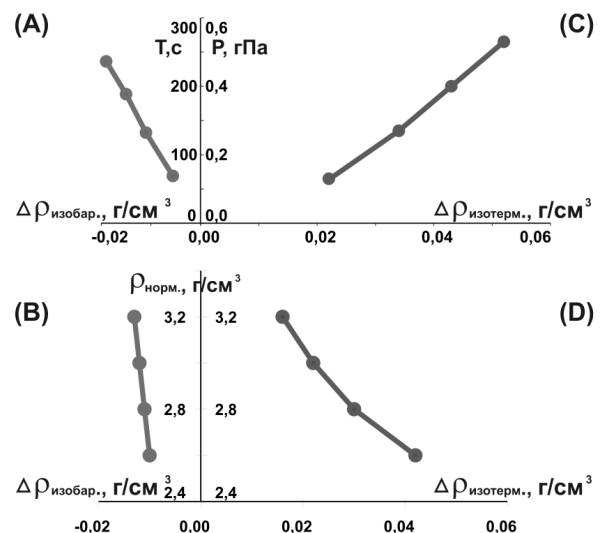 (A)
300
0,6
T,c
P, гПа
(C)
200
0,4
100
0,2
Δρизобар., г/см³
0
0,0
Δρизотерм., г/см³
-0,02
0,00
0,02
0,04
0,06
ρнорм., г/см³
(B)
3,2
3,2
(D)
2,8
2,8
Δρизобар., г/см³
2,4
2,4
Δρизотерм., г/см³
-0,02
0,00
0,02
0,04
0,06